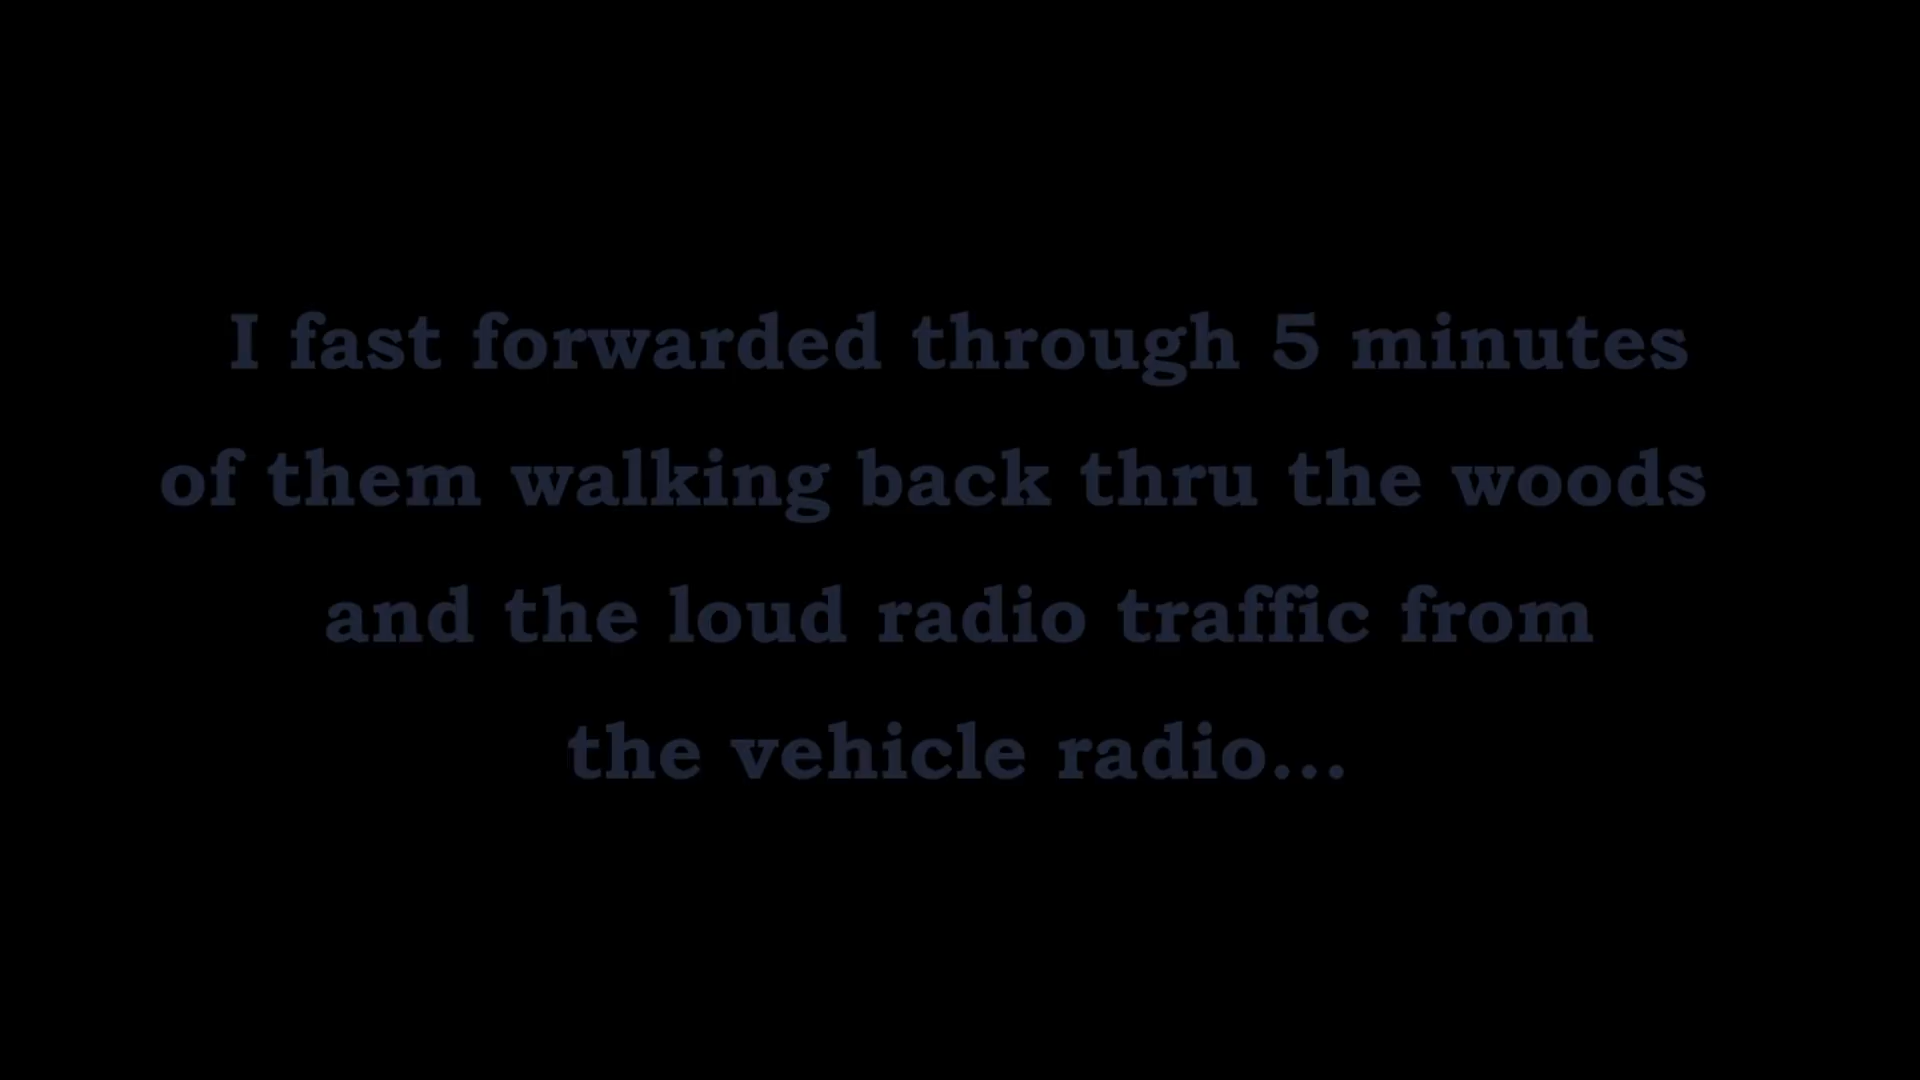 I fast forwarded through 5 minutes
of them walking back thru the woods
and the loud radio traffic from
the vehicle radio...